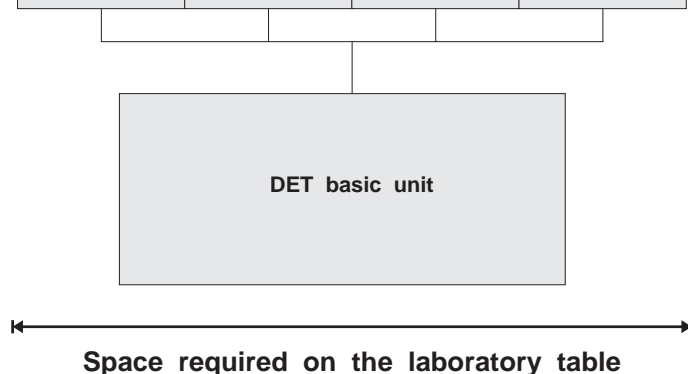 DET basic unit
Space required on the laboratory table